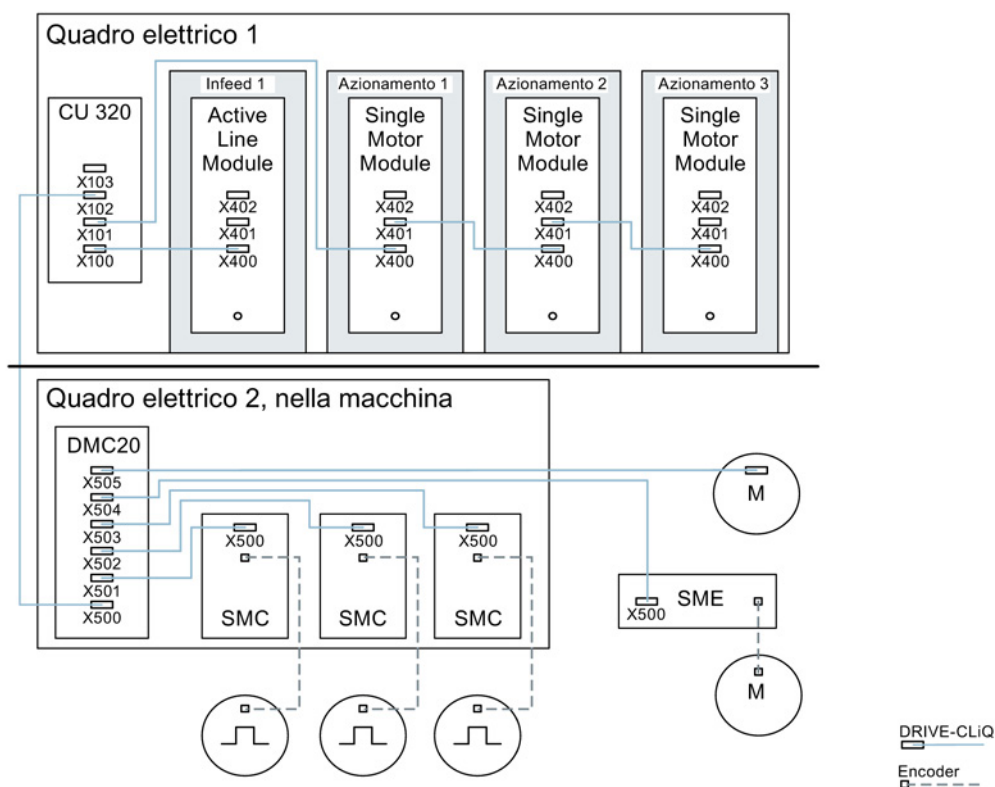 Quadro elettrico 1
Infeed 1
Azionamento 1
Azionamento 2
Azionamento 3
CU 320
X103
X102
X101
X100
Active
Line
Module
X402
X401
X400
Single
Motor
Module
X402
X401
X400
Single
Motor
Module
X402
X401
X400
Single
Motor
Module
X402
X401
X400
Quadro elettrico 2, nella macchina
DMC20
X505
X504
X503
X502
X501
X500
X500
SMC
X500
SMC
X500
SMC
M
X500
SME
M
DRIVE-CLiQ
Encoder